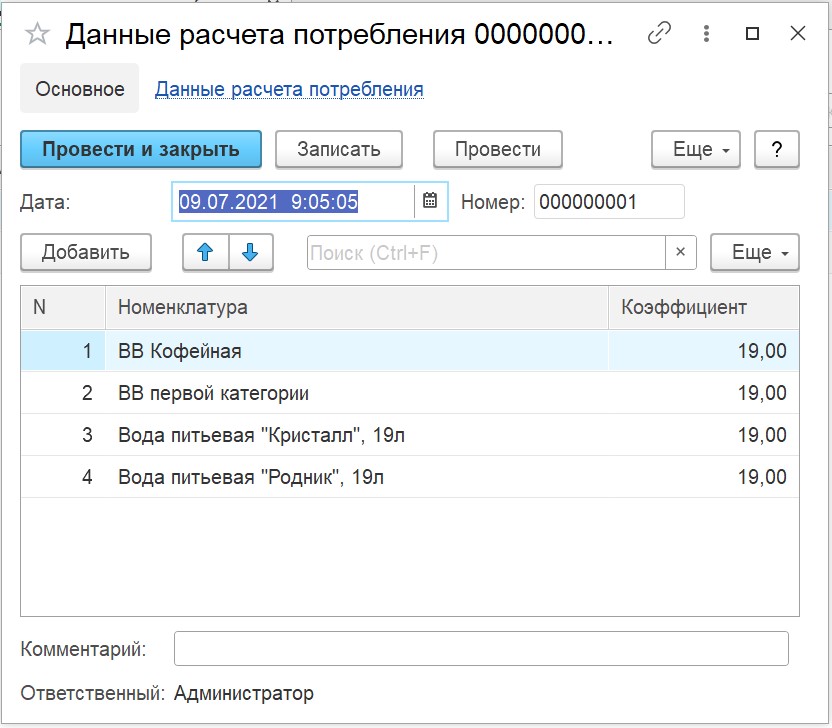 Данные расчета потребления 0000000...
Основное Данные расчета потребления
Провести и закрыть Записать Провести Еще ?
Дата: 09.07.2021 9:05:05 Номер: 000000001
Добавить Поиск (Ctrl+F) × Еще
N Номенклатура Коэффициент
1 ВВ Кофейная 19,00
2 ВВ первой категории 19,00
3 Вода питьевая "Кристалл", 19л 19,00
4 Вода питьевая "Родник", 19л 19,00
Комментарий:
Ответственный: Администратор